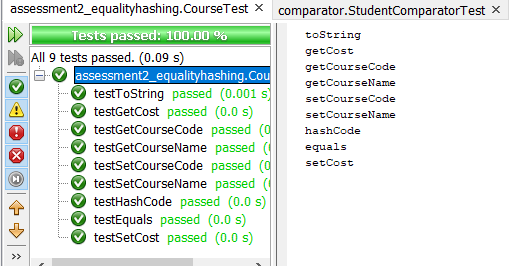 assessment2_equalityhashing.CourseTest ×
comparator.StudentComparatorTest ×
Tests passed: 100.00 %
All 9 tests passed. (0.09 s)
assessment2_equalityhashing.Cou
testToString passed (0.001 s)
testGetCost passed (0.0 s)
testGetCourseCode passed (0.
testGetCourseName passed (0.
testSetCourseCode passed (0.
testSetCourseName passed (0.
testHashCode passed (0.0 s)
testEquals passed (0.0 s)
testSetCost passed (0.0 s)
>>
toString
getCost
getCourseCode
getCourseName
setCourseCode
setCourseName
hashCode
equals
setCost